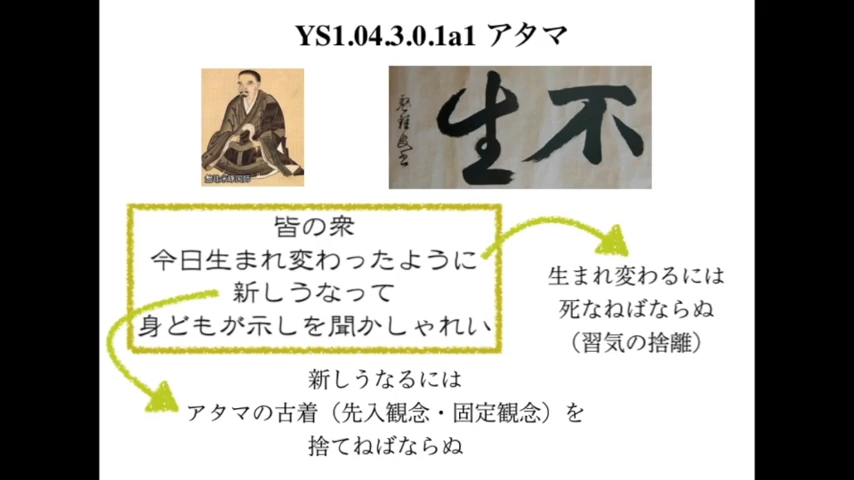 YS1.04.3.0.1a1 アタマ
不生
皆の衆
今日生まれ変わったように
新しうなって
身どもが示しを聞かしゃれい
生まれ変わるには
死なねばならぬ
（習気の捨離）
新しうなるには
アタマの古着（先入観念・固定観念）を
捨てねばならぬ